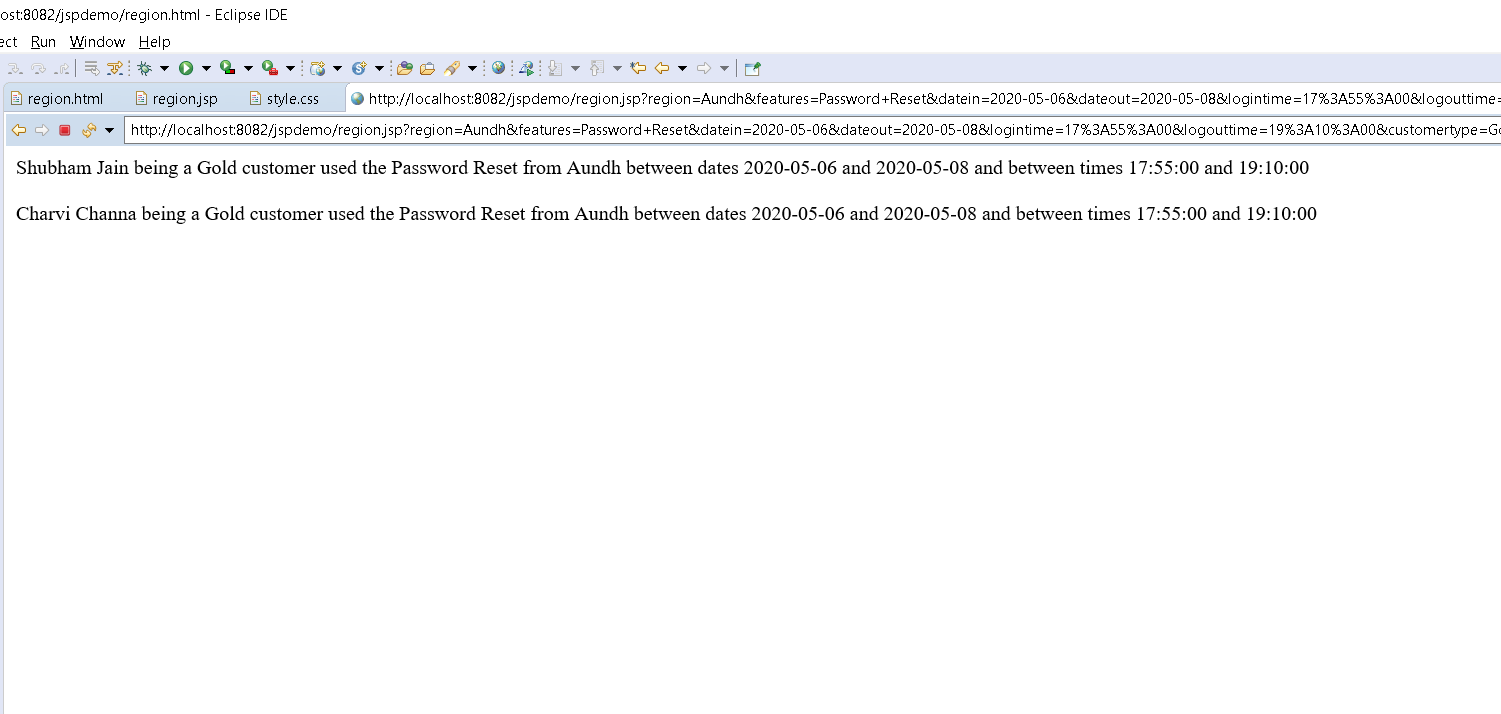 ost:8082/jspdemo/region.html - Eclipse IDE
ect Run Window Help
region.html region.jsp style.css http://localhost:8082/jspdemo/region.jsp?region=Aundh&features=Password+Reset&datein=2020-05-06&dateout=2020-05-08&logintime=17%3A55%3A00&logouttime=
http://localhost:8082/jspdemo/region.jsp?region=Aundh&features=Password+Reset&datein=2020-05-06&dateout=2020-05-08&logintime=17%3A55%3A00&logouttime=19%3A10%3A00&customertype=Go
Shubham Jain being a Gold customer used the Password Reset from Aundh between dates 2020-05-06 and 2020-05-08 and between times 17:55:00 and 19:10:00
Charvi Channa being a Gold customer used the Password Reset from Aundh between dates 2020-05-06 and 2020-05-08 and between times 17:55:00 and 19:10:00